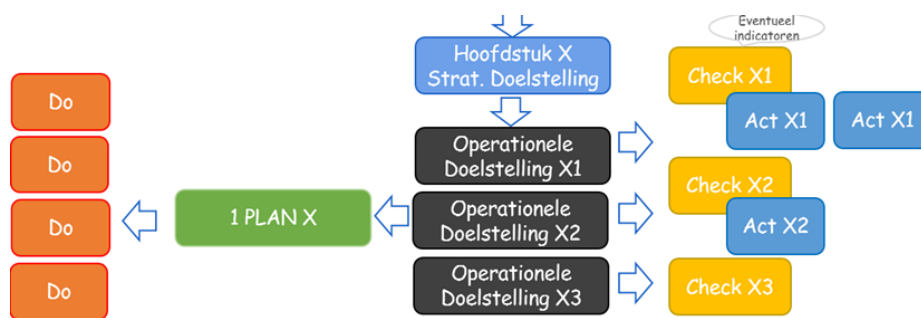 Eventueel
indicatoren
Hoofdstuk X
Strat. Doelstelling
Check X1
Do
Act X1
Act X1
Operationele
Doelstelling X1
Do
Check X2
1 PLAN X
Operationele
Doelstelling X2
Do
Act X2
Operationele
Doelstelling X3
Do
Check X3